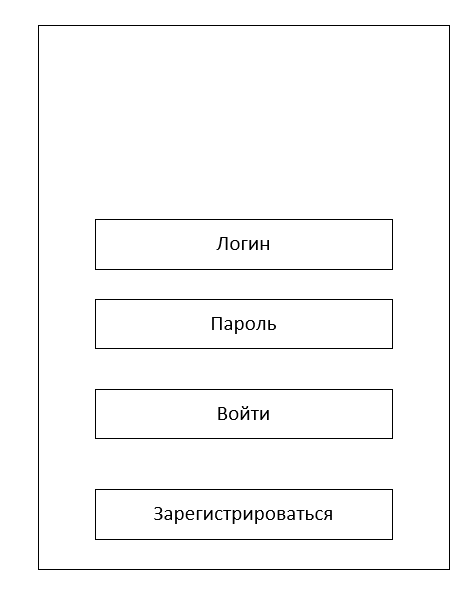 Логин
Пароль
Войти
Зарегистрироваться